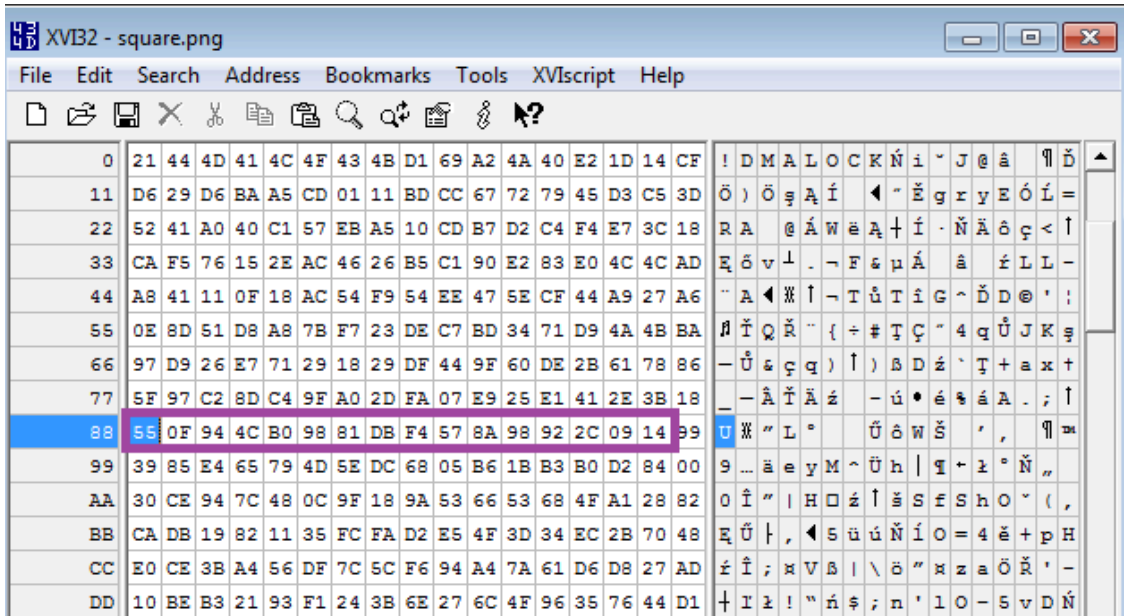 XVI32 - square.png
File Edit Search Address Bookmarks Tools XVIscript Help
0 21 44 4D 41 4C 4F 43 4B D1 69 A2 4A 40 E2 1D 14 CF ! D M A L O C K Ń i ˘ J @ â ¶ Ď
11 D6 29 D6 BA A5 CD 01 11 BD CC 67 72 79 45 D3 C5 3D Ö ) Ö ş Ą Í ◄ ˝ Ě g r y E Ó Ĺ =
22 52 41 A0 40 C1 57 EB A5 10 CD B7 D2 C4 F4 E7 3C 18 R A @ Á W ë Ą ┼ Í · Ň Ä ô ç < ↑
33 CA F5 76 15 2E AC 46 26 B5 C1 90 E2 83 E0 4C 4C AD Ę ő v ┴ . ¬ F & µ Á â ź L L -
44 A8 41 11 0F 18 AC 54 F9 54 EE 47 5E CF 44 A9 27 A6 ¨ A ◄ ↑ ¬ T ů T î G ^ Ď D © ' ¦
55 0E 8D 51 D8 A8 7B F7 23 DE C7 BD 34 71 D9 4A 4B BA Ť Q Ř ¨ { ÷ # Ţ Ç ˝ 4 q Ů J K ş
66 97 D9 26 E7 71 29 18 29 DF 44 9F 60 DE 2B 61 78 86 — Ů & ç q ) ↑ ) ß D ź ` Ţ + a x †
77 5F 97 C2 8D C4 9F A0 2D FA 07 E9 25 E1 41 2E 3B 18 _ — Â Ť Ä ź - ú • é % á A . ; ↑
88 55 0F 94 4C B0 98 81 DB F4 57 8A 98 92 2C 09 14 99 U ” L ° Ű ô W Š ’ , ¶ ™
99 39 85 E4 65 79 4D 5E DC 68 05 B6 1B B3 B0 D2 84 00 9 … ä e y M ^ Ü h | ¶ ← ł ° Ň „
AA 30 CE 94 7C 48 0C 9F 18 9A 53 66 53 68 4F A1 28 82 0 Î ” | H ź ↑ š S f S h O ˇ ( ‚
BB CA DB 19 82 11 35 FC FA D2 E5 4F 3D 34 EC 2B 70 48 Ę Ű ├ ‚ ◄ 5 ü ú Ň ĺ O = 4 ě + p H
CC E0 CE 3B A4 56 DF 7C 5C F6 94 A4 7A 61 D6 D8 27 AD ŕ Î ; ¤ V ß | \ ö ” ¤ z a Ö Ř ' -
DD 10 BE B3 21 93 F1 24 3B 6E 27 6C 4F 96 35 76 44 D1 ┼ ľ ł ! “ ń $ ; n ' l O – 5 v D Ń